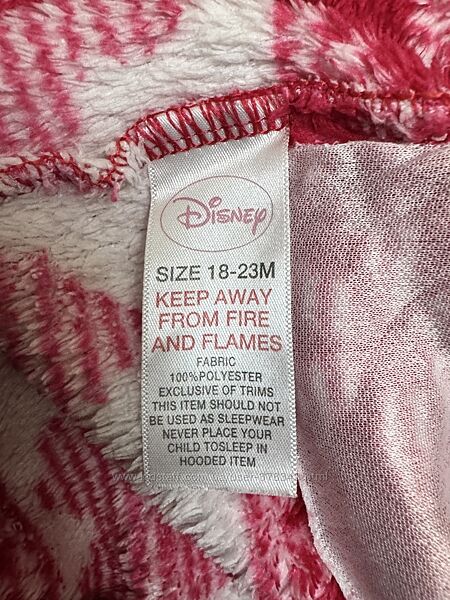 Disney
SIZE 18-23M
KEEP AWAY
FROM FIRE
AND FLAMES
FABRIC
100%POLYESTER
EXCLUSIVE OF TRIMS
THIS ITEM SHOULD NOT
BE USED AS SLEEPWEAR
NEVER PLACE YOUR
CHILD TOSLEEP IN
HOODED ITEM